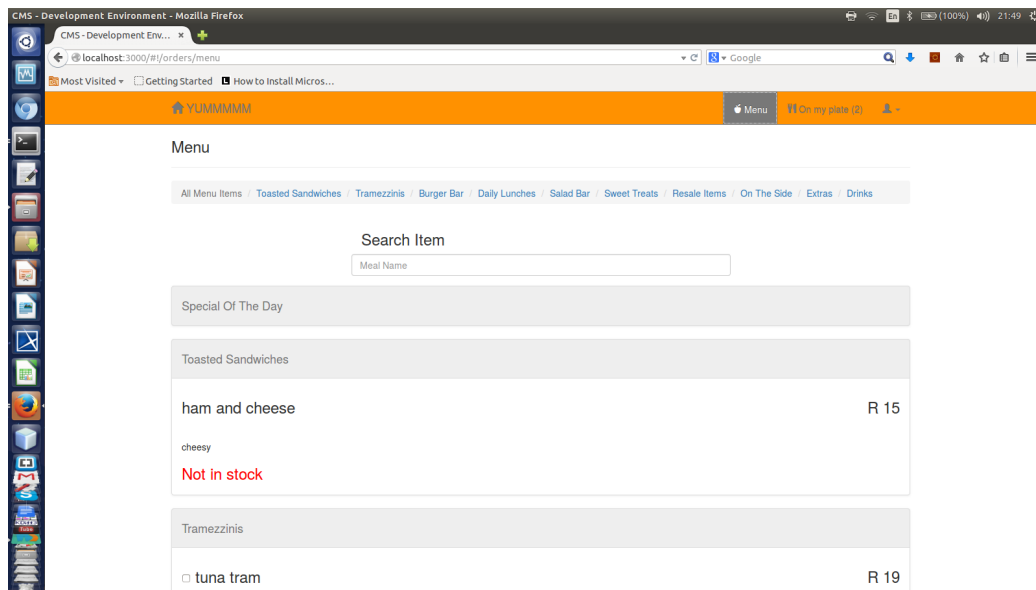 CMS - Development Environment - Mozilla Firefox
En (100%) 21:49
CMS - Development Env... ×
localhost:3000/#!/orders/menu
Google
Most Visited Getting Started How to Install Micros...
YUMMMMM Menu On my plate (2)
Menu
All Menu Items / Toasted Sandwiches / Tramezzinis / Burger Bar / Daily Lunches / Salad Bar / Sweet Treats / Resale Items / On The Side / Extras / Drinks
Search Item
Meal Name
Special Of The Day
Toasted Sandwiches
ham and cheese R 15
cheesy
Not in stock
Tramezzinis
tuna tram R 19